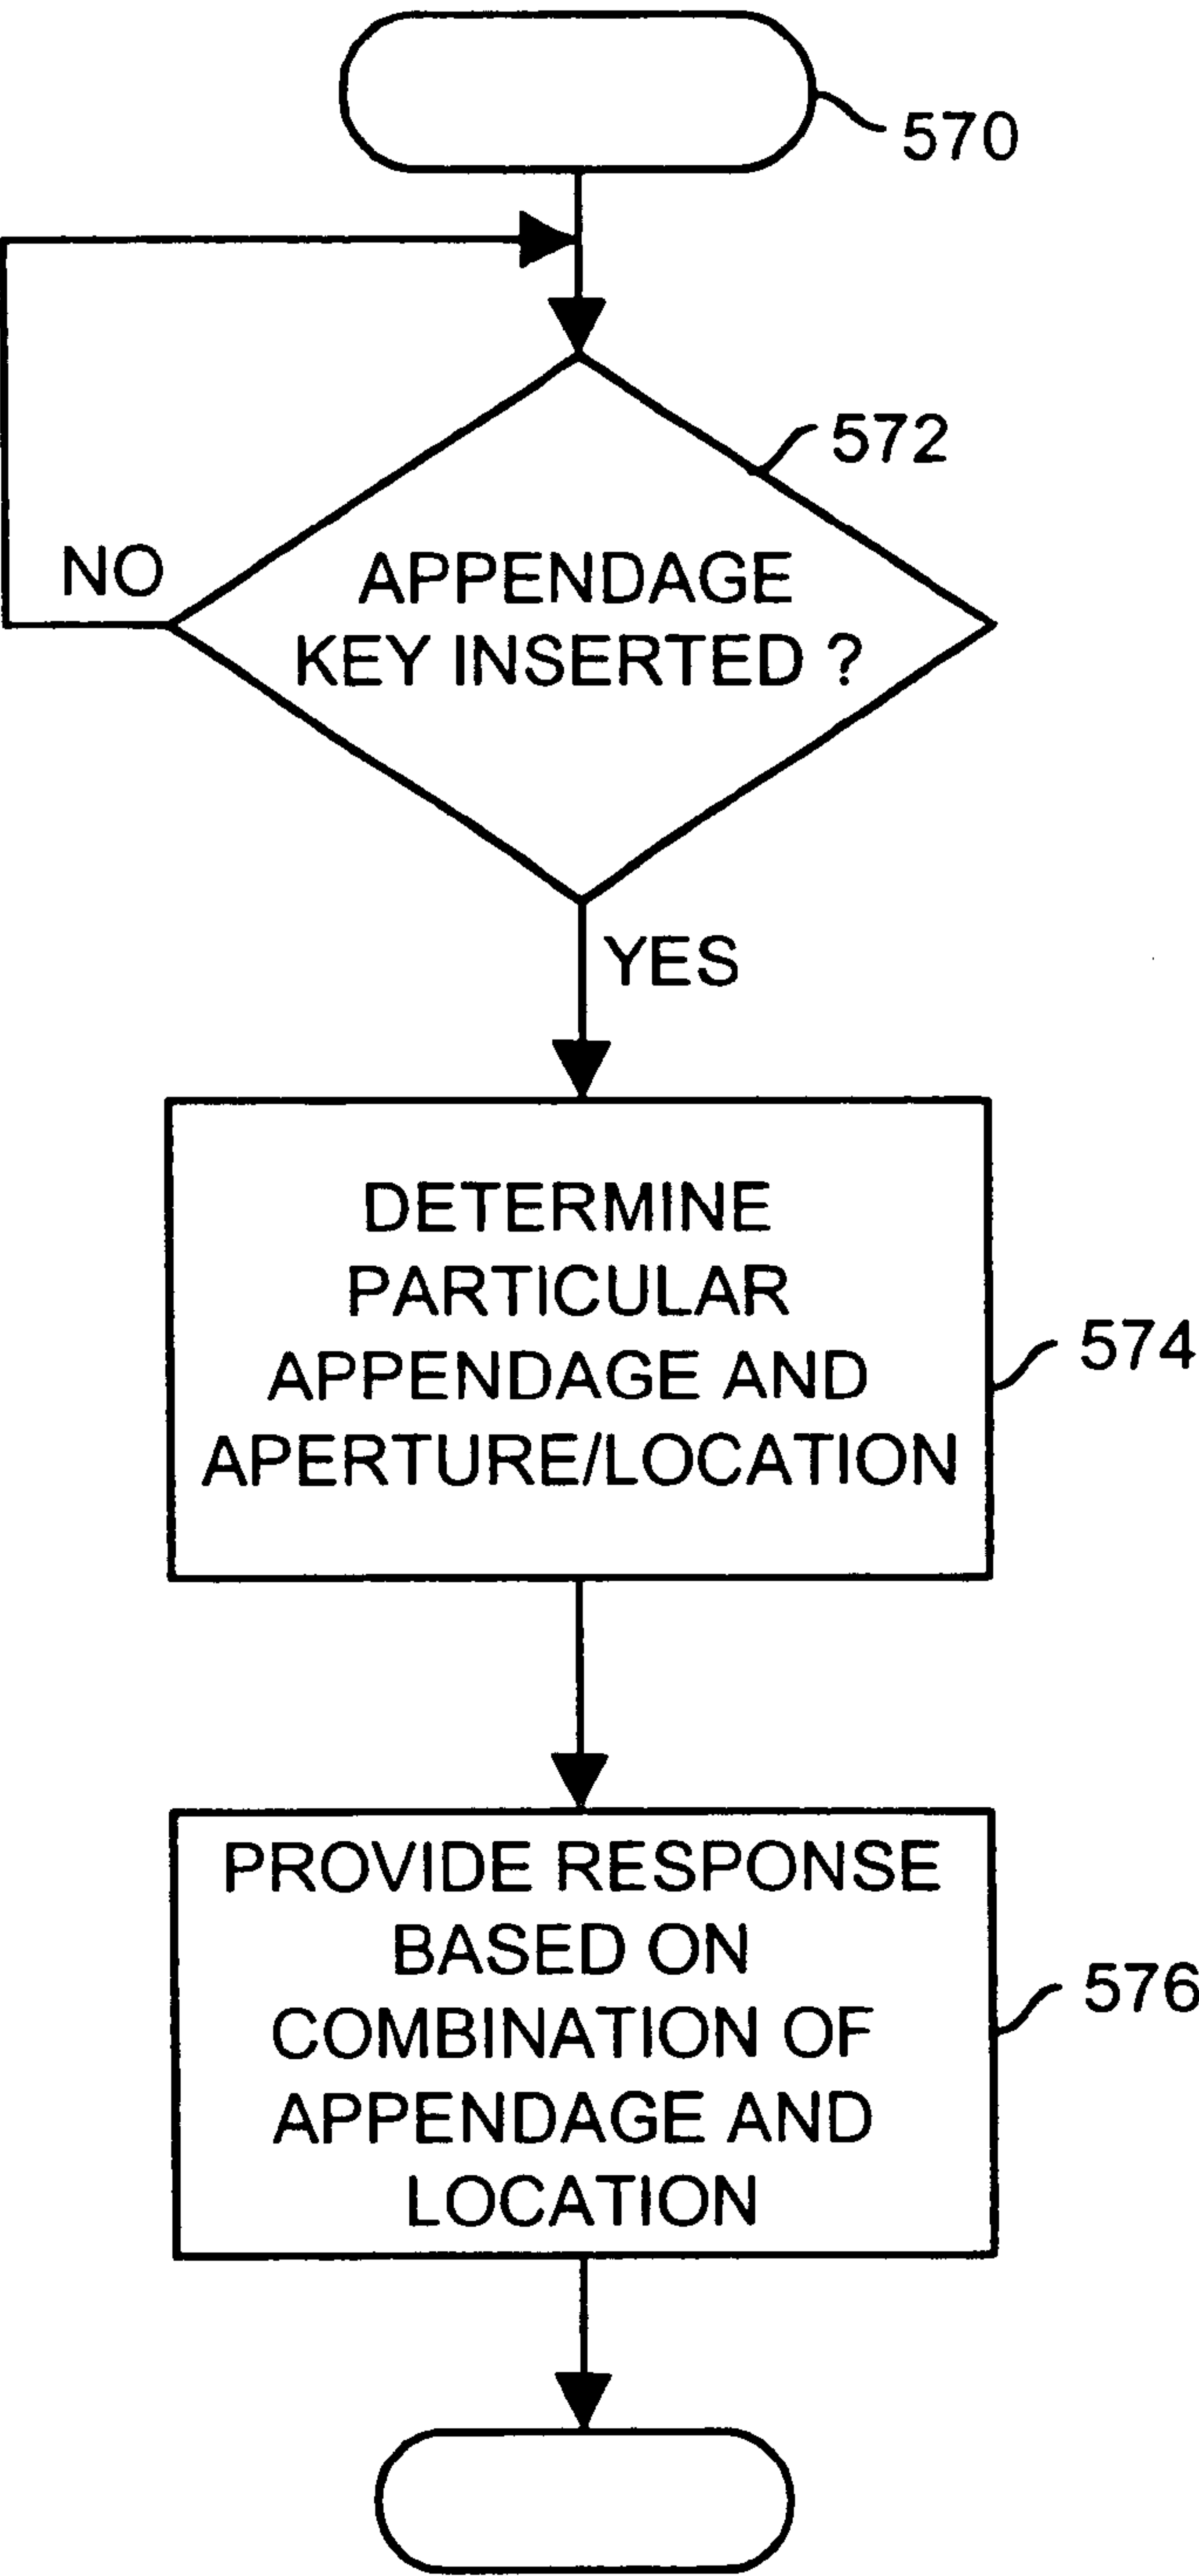 570
572
NO
APPENDAGE
KEY INSERTED ?
YES
DETERMINE
PARTICULAR
APPENDAGE AND
APERTURE/LOCATION
574
PROVIDE RESPONSE
BASED ON
COMBINATION OF
APPENDAGE AND
LOCATION
576